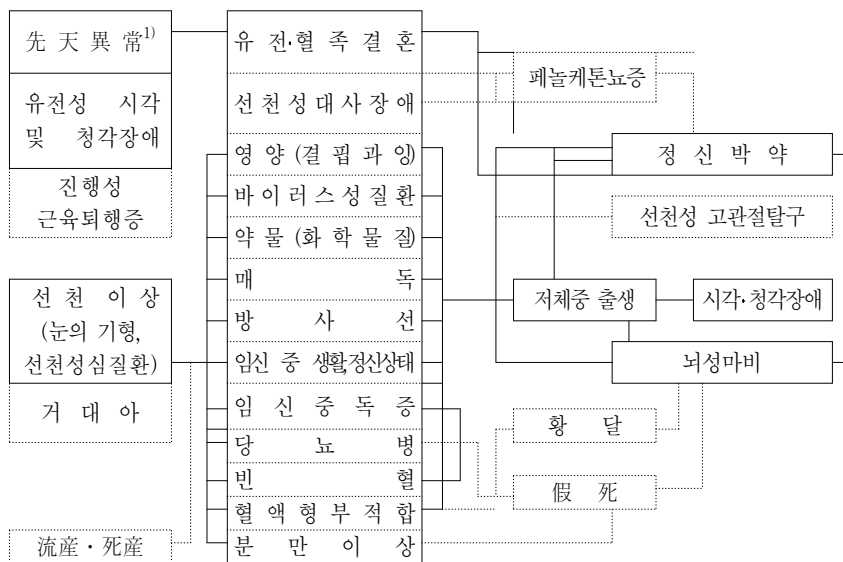 先 天 異 常1)
유전성 시각
및 청각장애
진행성
근육퇴행증
선 천 이 상
(눈의 기형,
선천성심질환)
거 대 아
流産・死産
유 전·혈 족 결 혼
선 천 성 대 사 장 애
영 양 (결 핍 과 잉)
바 이 러 스 성 질 환
약 물 (화 학 물 질)
매 독
방 사 선
임신 중 생활,정신상태
임 신 중 독 증
당 뇨 병
빈 혈
혈 액 형 부 적 합
분 만 이 상
페놀케톤뇨증
정 신 박 약
선천성 고관절탈구
저체중 출생
시각·청각장애
뇌성마비
황 달
假 死